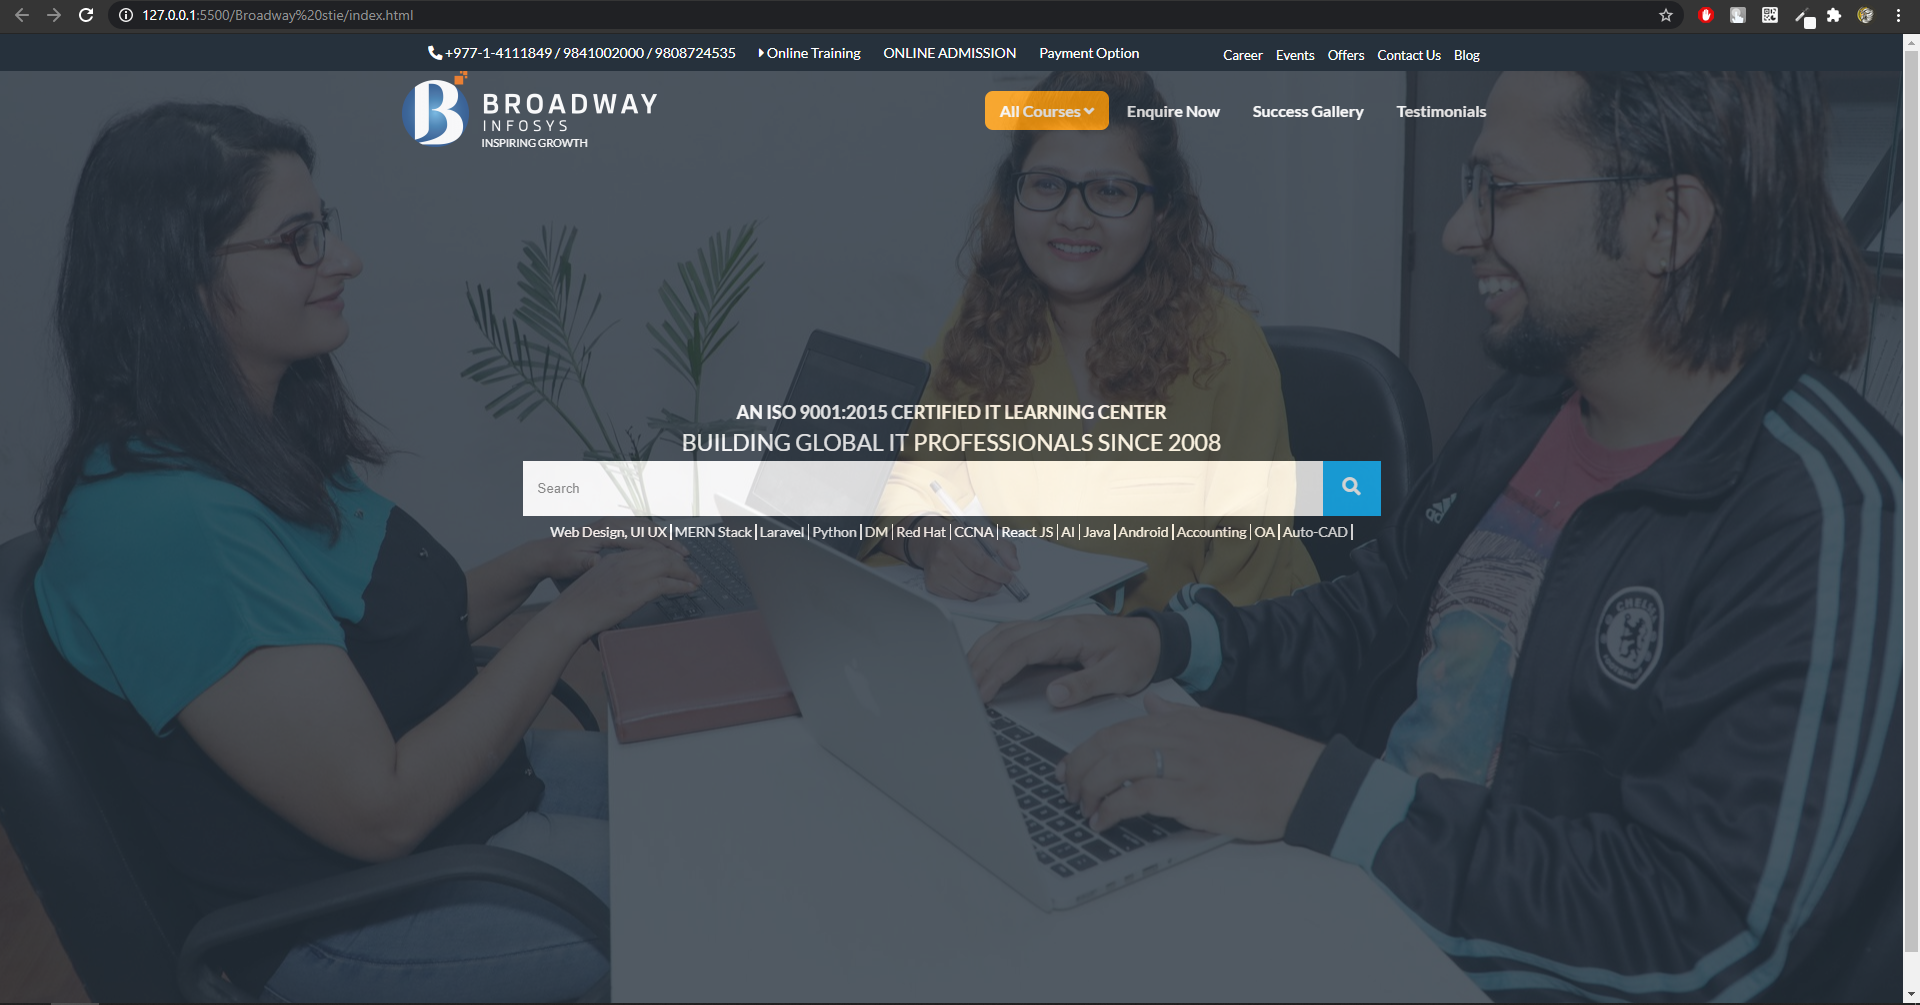 127.0.0.1:5500/Broadway%20stie/index.html
+977-1-4111849 / 9841002000 / 9808724535 Online Training ONLINE ADMISSION Payment Option Career Events Offers Contact Us Blog
B BROADWAY
INFOSYS
INSPIRING GROWTH
All Courses Enquire Now Success Gallery Testimonials
AN ISO 9001:2015 CERTIFIED IT LEARNING CENTER
BUILDING GLOBAL IT PROFESSIONALS SINCE 2008
Search
Web Design, UI UX | MERN Stack | Laravel | Python | DM | Red Hat | CCNA | React JS | AI | Java | Android | Accounting | OA | Auto-CAD |
adidas
CHELSEA